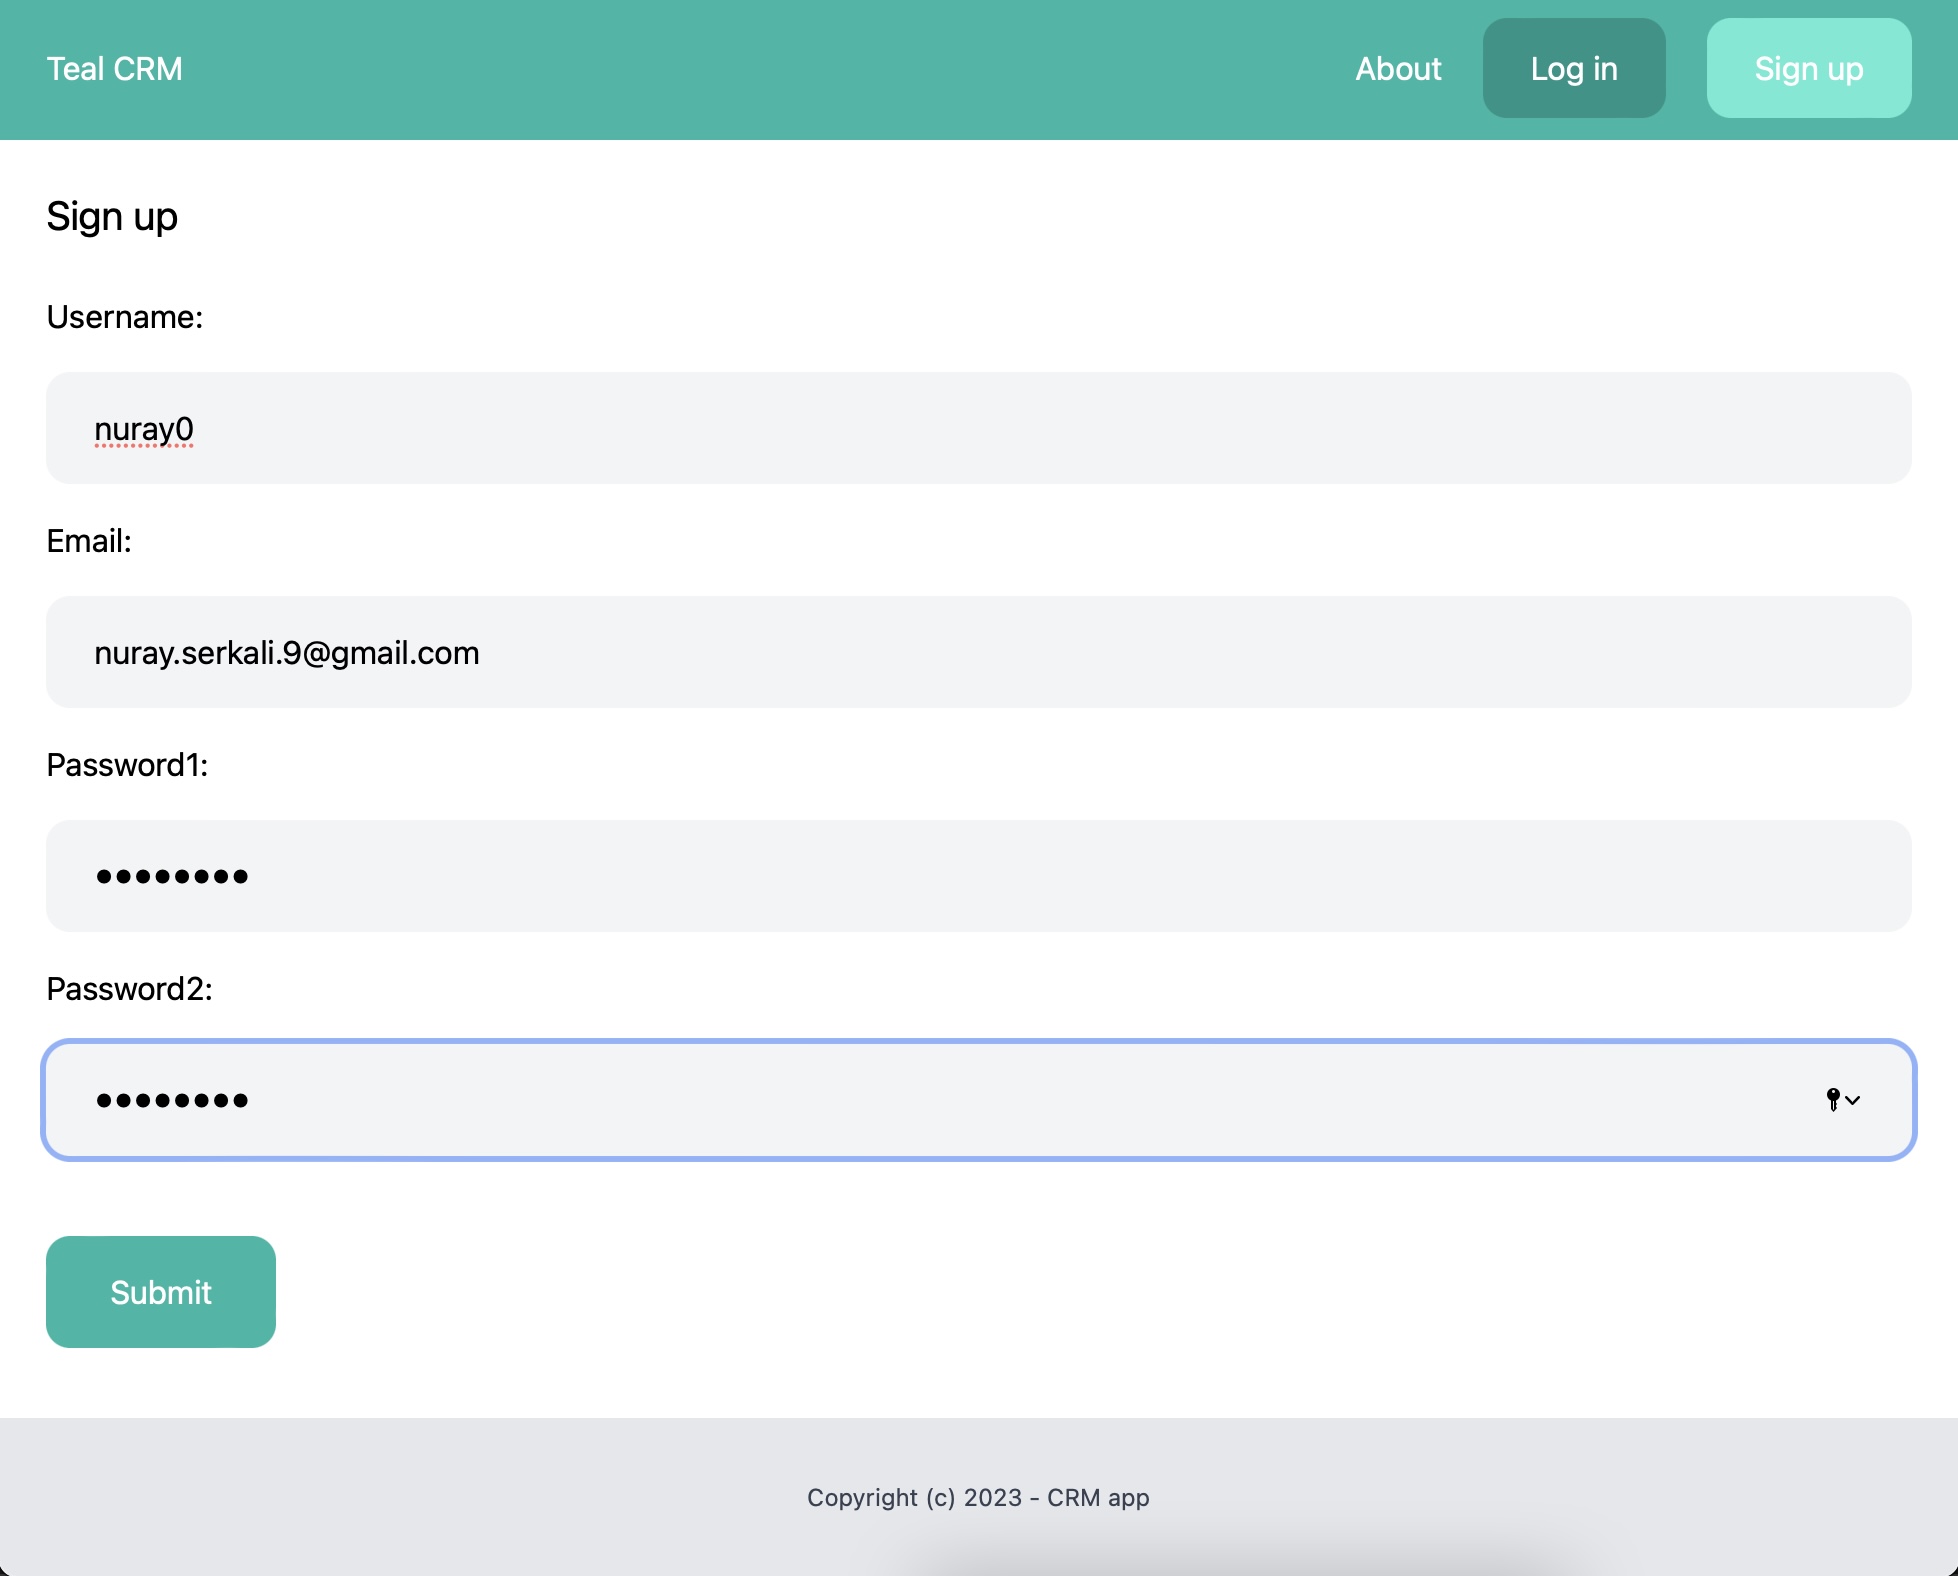 Teal CRM
About
Log in
Sign up
Sign up
Username:
nuray0
Email:
nuray.serkali.9@gmail.com
Password1:
••••••••
Password2:
••••••••
Submit
Copyright (c) 2023 - CRM app